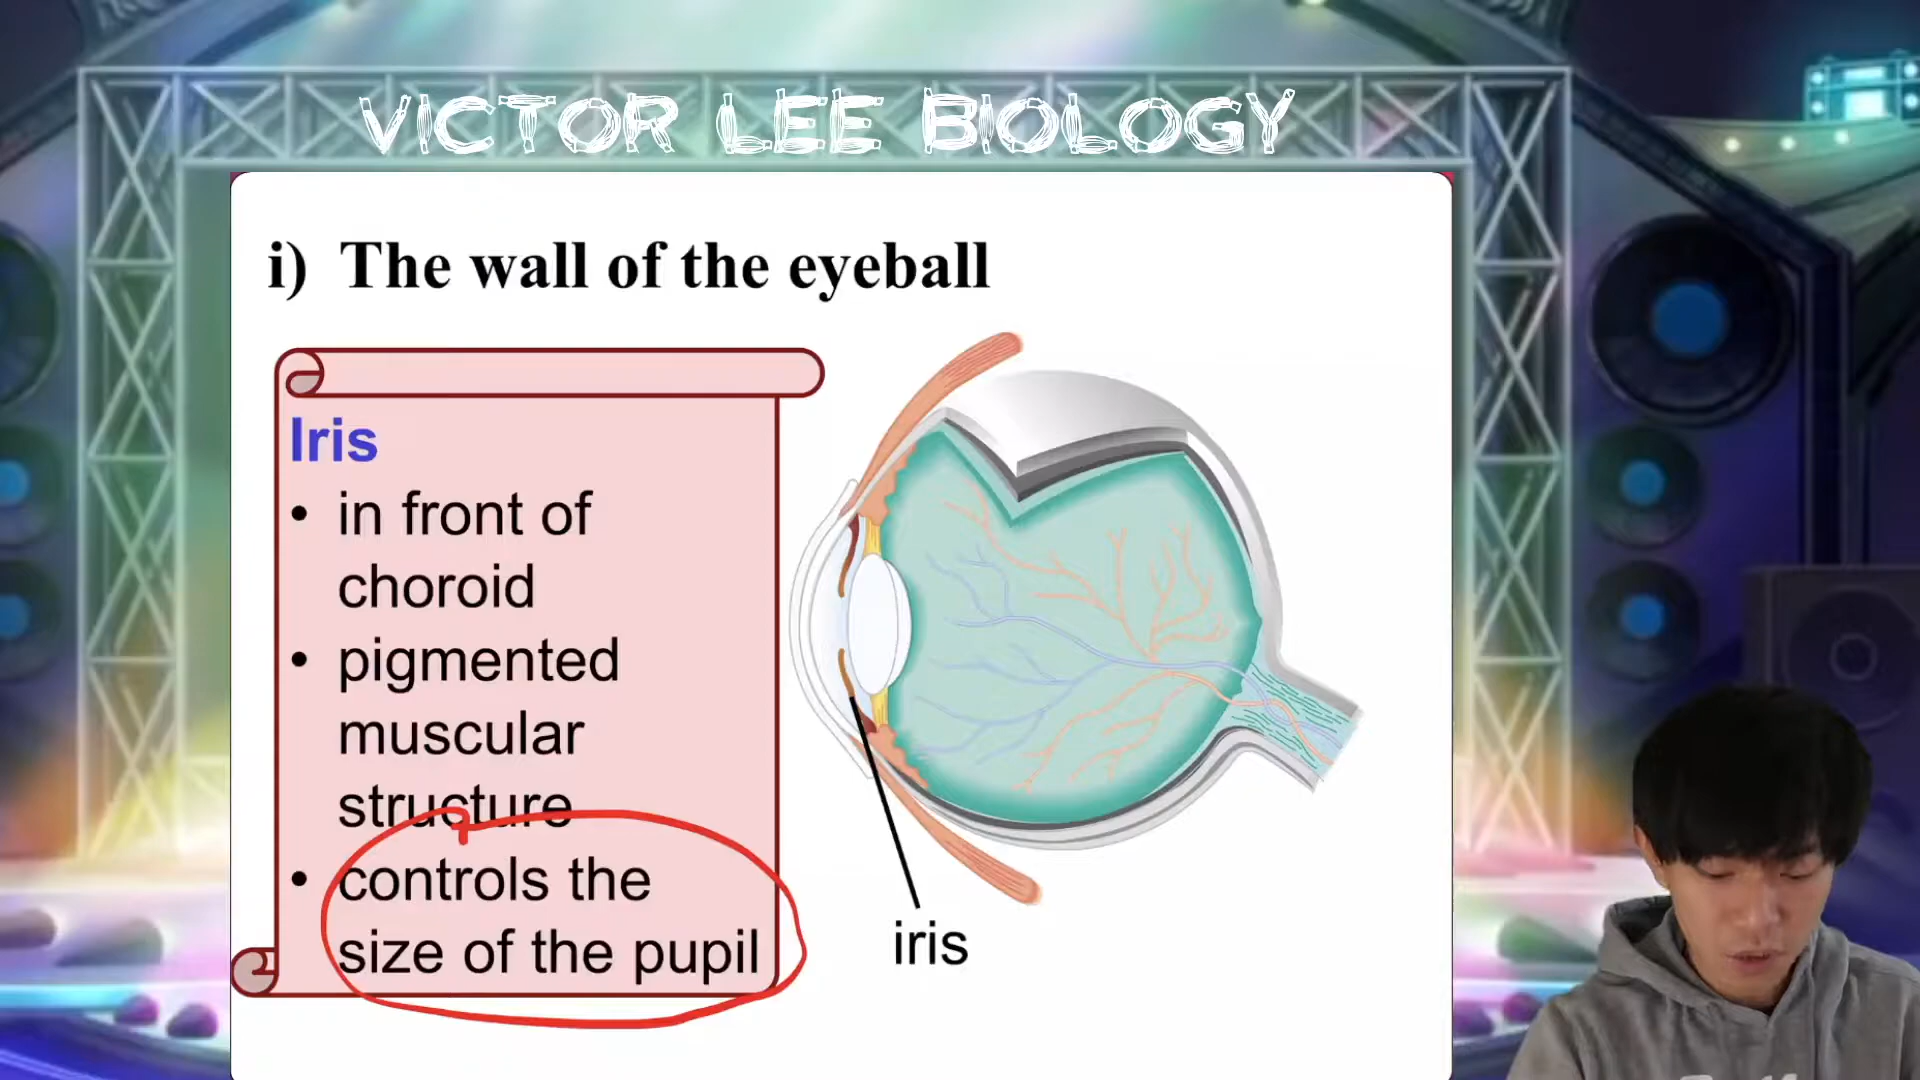 VICTOR LEE BIOLOGY
i) The wall of the eyeball
Iris
• in front of
choroid
• pigmented
muscular
structure
• controls the
size of the pupil
iris